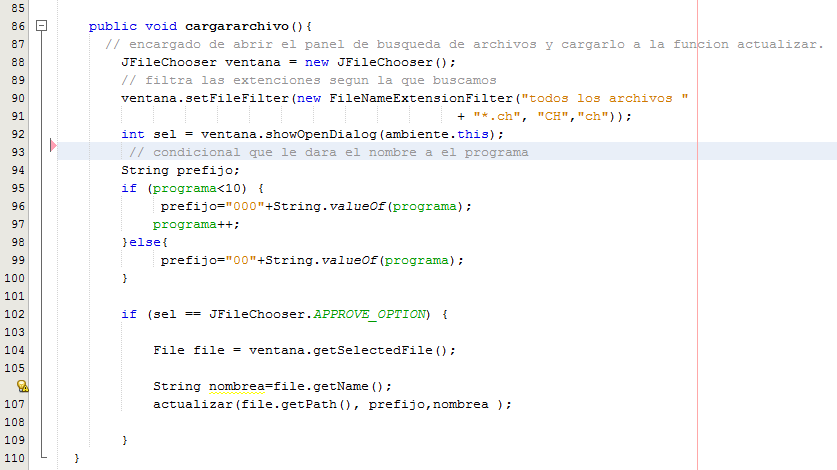 85
86 public void cargararchivo(){
87 // encargado de abrir el panel de busqueda de archivos y cargarlo a la funcion actualizar.
88 JFileChooser ventana = new JFileChooser();
89 // filtra las extenciones segun la que buscamos
90 ventana.setFileFilter(new FileNameExtensionFilter("todos los archivos "
91 + "*.ch", "CH","ch"));
92 int sel = ventana.showOpenDialog(ambiente.this);
93 // condicional que le dara el nombre a el programa
94 String prefijo;
95 if (programa<10) {
96 prefijo="000"+String.valueOf(programa);
97 programa++;
98 }else{
99 prefijo="00"+String.valueOf(programa);
100 }
101
102 if (sel == JFileChooser.APPROVE_OPTION) {
103
104 File file = ventana.getSelectedFile();
105
String nombrea=file.getName();
107 actualizar(file.getPath(), prefijo,nombrea );
108
109 }
110 }